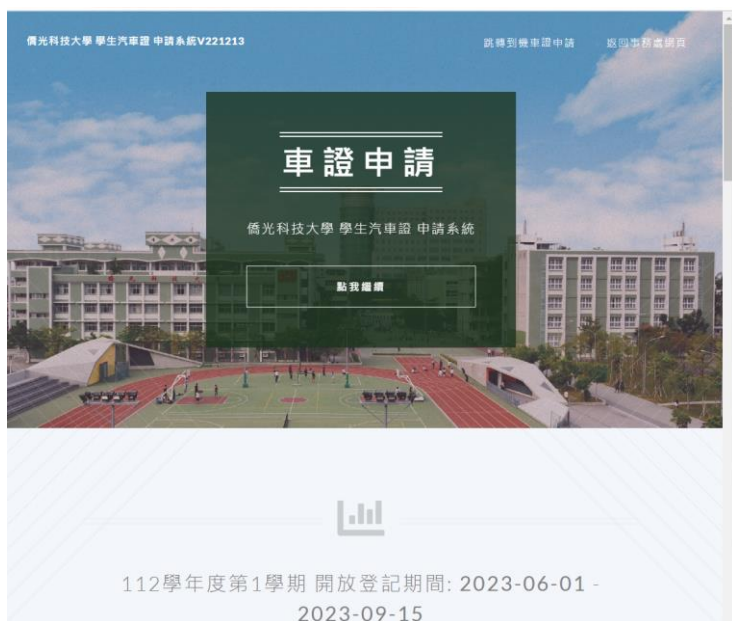 僑光科技大學 學生汽車證 申請系統V221213
跳轉到機車證申請 返回事務處網頁
車證申請
僑光科技大學 學生汽車證 申請系統
點我繼續
112學年度第1學期 開放登記期間: 2023-06-01 -
2023-09-15